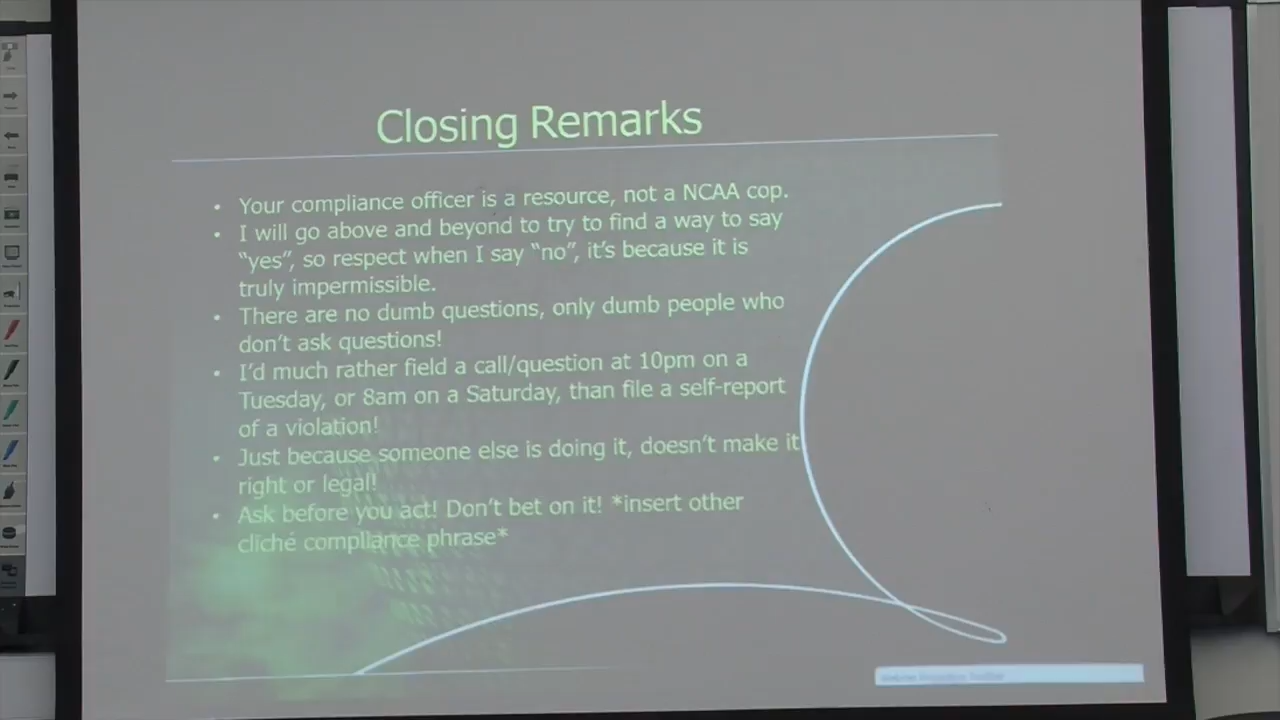 Closing Remarks
• Your compliance officer is a resource, not a NCAA cop.
• I will go above and beyond to try to find a way to say
“yes”, so respect when I say “no”, it’s because it is
truly impermissible.
• There are no dumb questions, only dumb people who
don’t ask questions!
• I’d much rather field a call/question at 10pm on a
Tuesday, or 8am on a Saturday, than file a self-report
of a violation!
• Just because someone else is doing it, doesn’t make it
right or legal!
• Ask before you act! Don’t bet on it! *insert other
cliché compliance phrase*